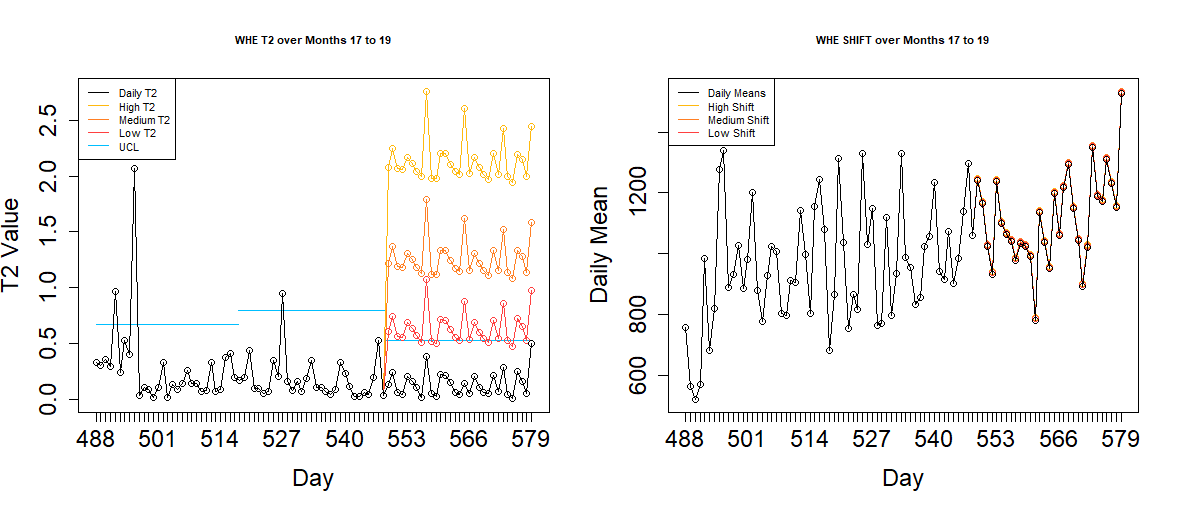 WHE T2 over Months 17 to 19
Daily T2
High T2
Medium T2
Low T2
UCL
T2 Value
0.0 0.5 1.0 1.5 2.0 2.5
488 501 514 527 540 553 566 579
Day
WHE SHIFT over Months 17 to 19
Daily Means
High Shift
Medium Shift
Low Shift
Daily Mean
600 800 1200
488 501 514 527 540 553 566 579
Day